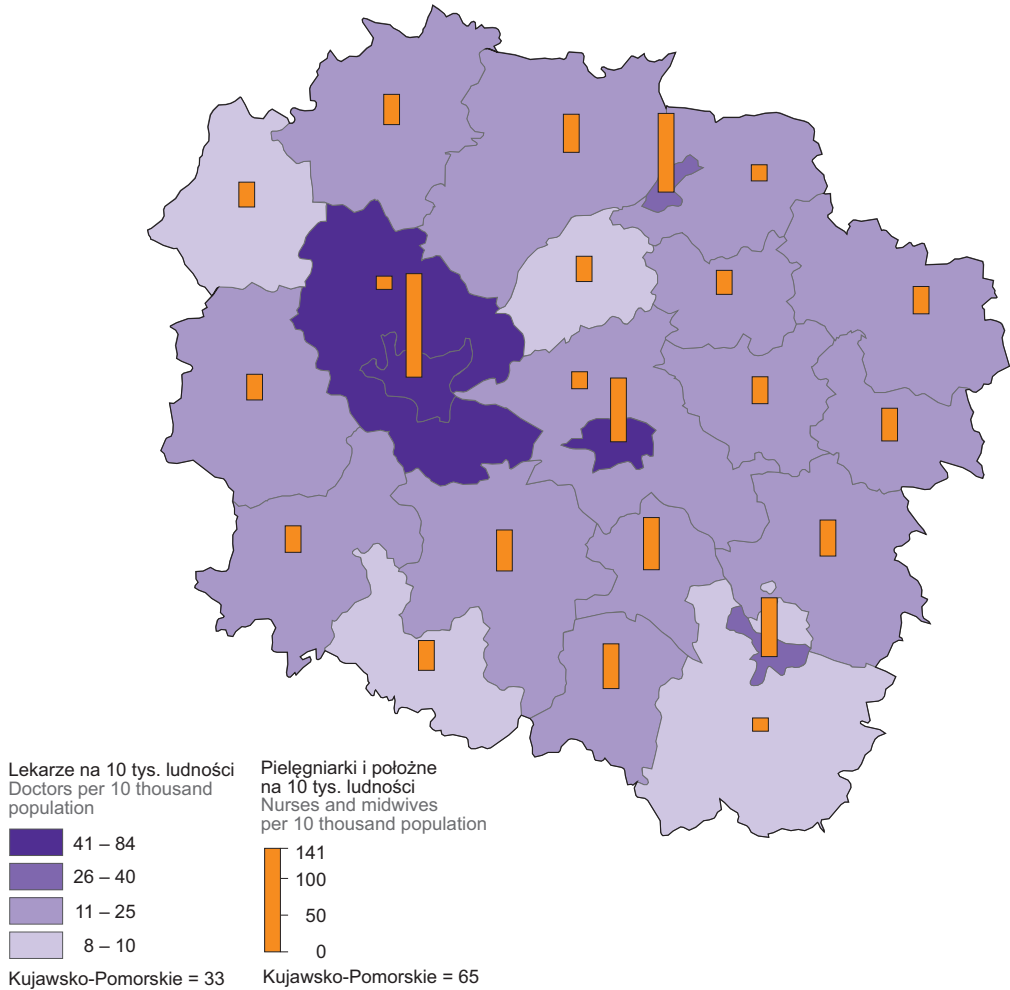 Lekarze na 10 tys. ludności
Doctors per 10 thousand
population
41 – 84
26 – 40
11 – 25
8 – 10
Kujawsko-Pomorskie = 33
Pielęgniarki i położne
na 10 tys. ludności
Nurses and midwives
per 10 thousand population
141
100
50
0
Kujawsko-Pomorskie = 65